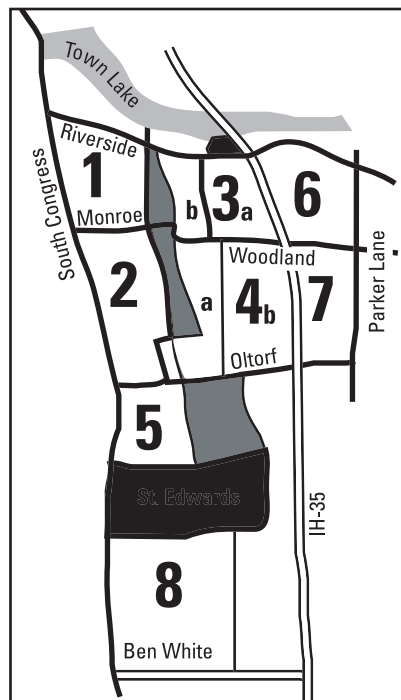 Town Lake
Riverside
1
South Congress
Monroe
b
3a
6
Woodland
Parker Lane
2
a
4b
7
Oltorf
5
St. Edwards
IH-35
8
Ben White